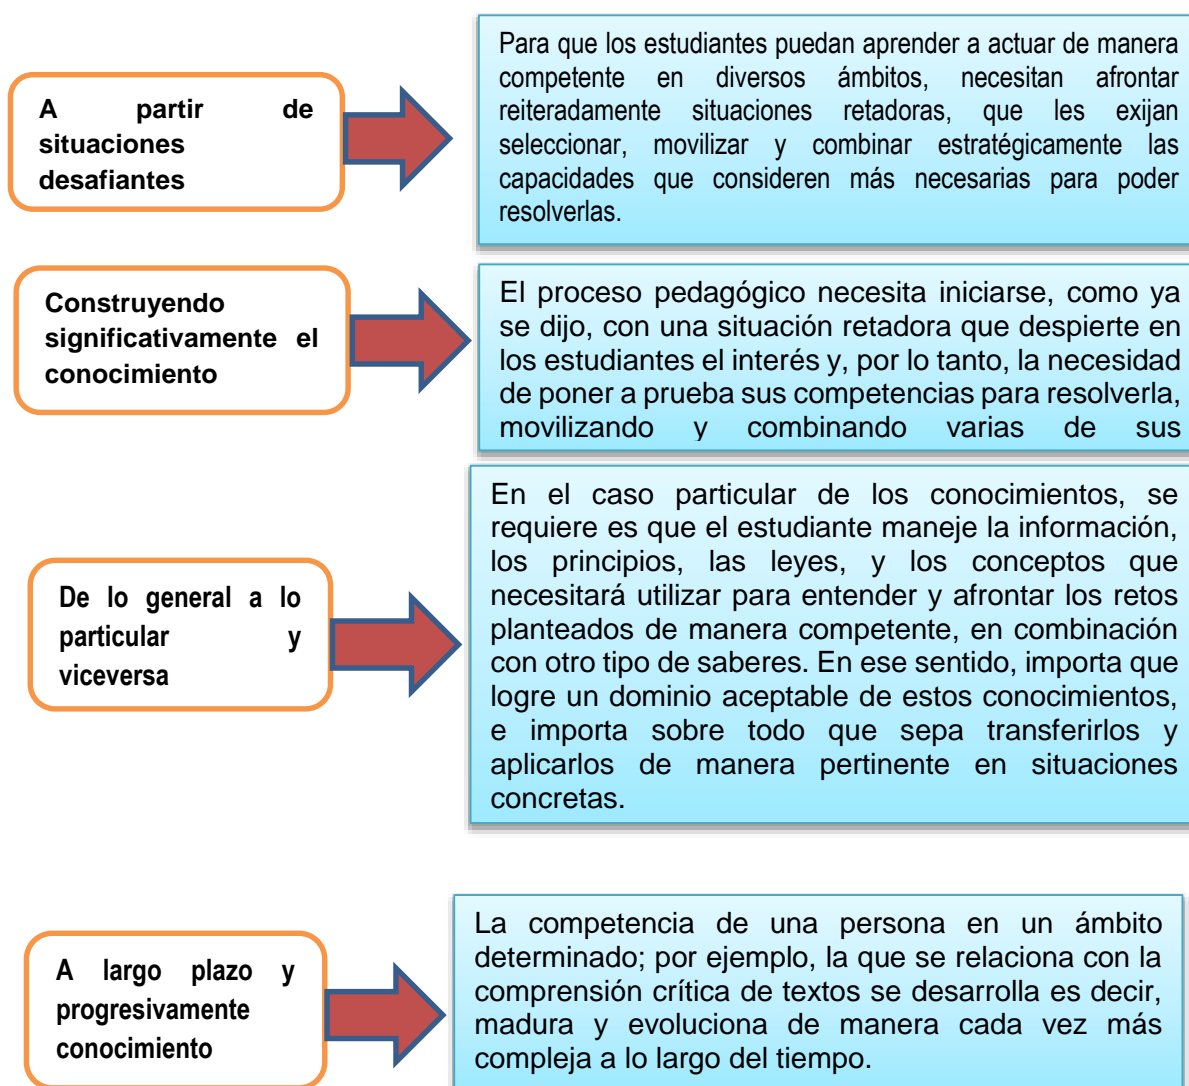 A partir de
situaciones
desafiantes
Para que los estudiantes puedan aprender a actuar de manera
competente en diversos ámbitos, necesitan afrontar
reiteradamente situaciones retadoras, que les exijan
seleccionar, movilizar y combinar estratégicamente las
capacidades que consideren más necesarias para poder
resolverlas.
Construyendo
significativamente el
conocimiento
El proceso pedagógico necesita iniciarse, como ya
se dijo, con una situación retadora que despierte en
los estudiantes el interés y, por lo tanto, la necesidad
de poner a prueba sus competencias para resolverla,
movilizando y combinando varias de sus
De lo general a lo
particular y
viceversa
En el caso particular de los conocimientos, se
requiere es que el estudiante maneje la información,
los principios, las leyes, y los conceptos que
necesitará utilizar para entender y afrontar los retos
planteados de manera competente, en combinación
con otro tipo de saberes. En ese sentido, importa que
logre un dominio aceptable de estos conocimientos,
e importa sobre todo que sepa transferirlos y
aplicarlos de manera pertinente en situaciones
concretas.
A largo plazo y
progresivamente
conocimiento
La competencia de una persona en un ámbito
determinado; por ejemplo, la que se relaciona con la
comprensión crítica de textos se desarrolla es decir,
madura y evoluciona de manera cada vez más
compleja a lo largo del tiempo.